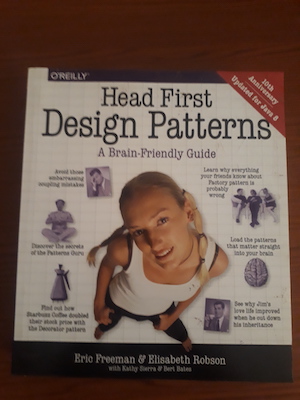 O'REILLY
10th
Anniversary
Updated for Java 8
Head First
Design Patterns
A Brain-Friendly Guide
Avoid those
embarrassing
coupling mistakes
Learn why everything
your friends know about
Factory pattern is
probably
wrong
Discover the secrets
of the Patterns Guru
Load the patterns
that matter straight
into your brain
Find out how
Starbuzz Coffee doubled
their stock price with
the Decorator pattern
See why Jim's
love life improved
when he cut down
his inheritance
Eric Freeman & Elisabeth Robson
with Kathy Sierra & Bert Bates